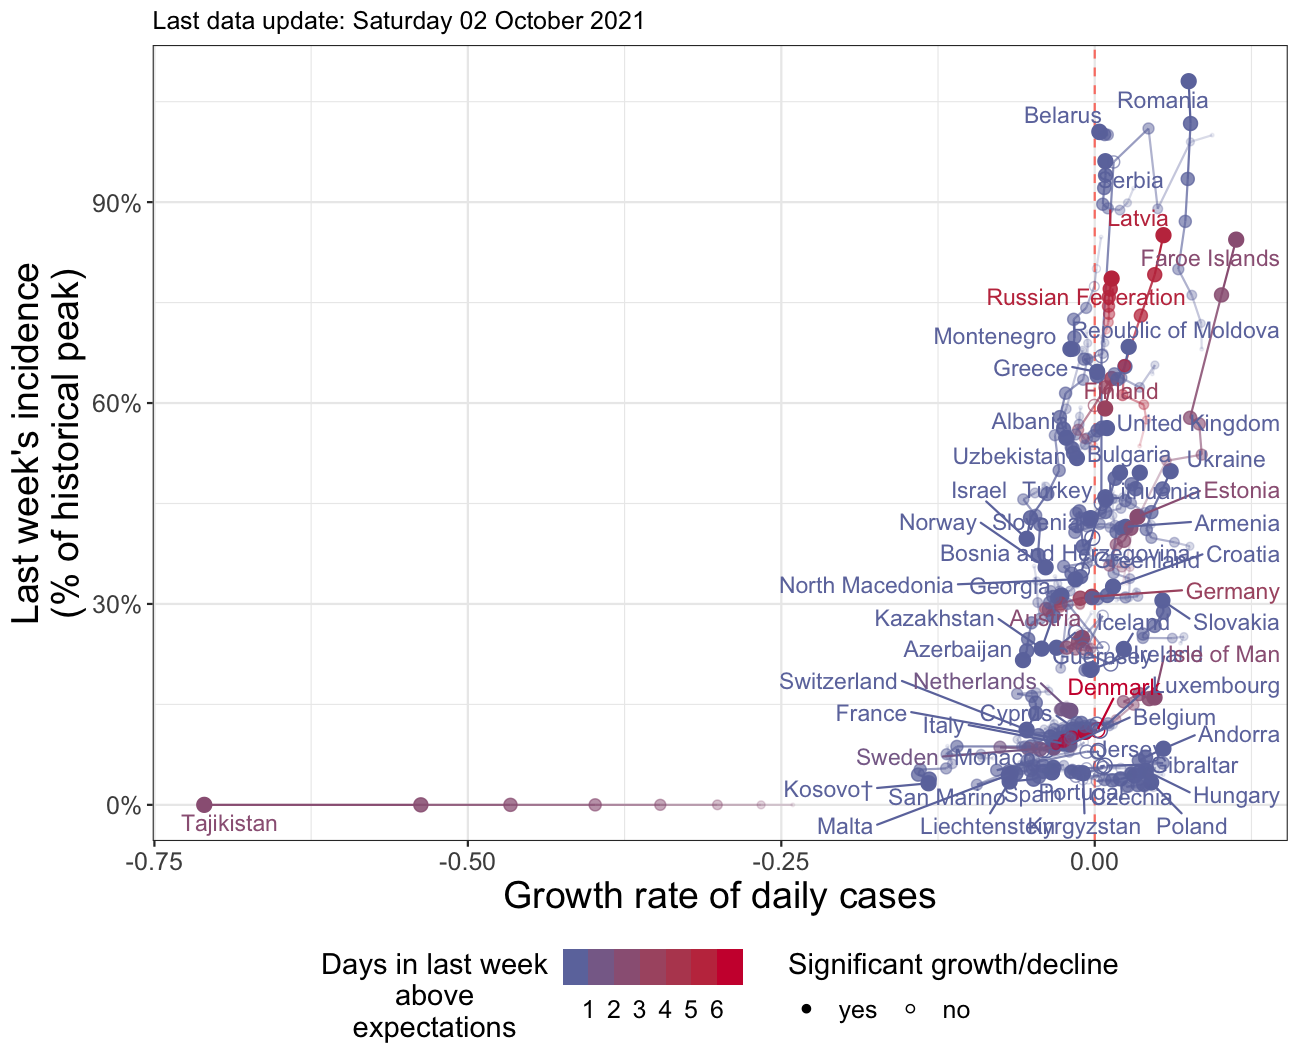 Last data update: Saturday 02 October 2021
Last week's incidence
(% of historical peak)
90%
60%
30%
0%
Romania
Belarus
Serbia
Latvia
Faroe Islands
Russian Federation
Montenegro
Republic of Moldova
Greece
Finland
Albania
United Kingdom
Uzbekistan
Bulgaria
Ukraine
Israel
Turkey
Lithuania
Estonia
Norway
Slovenia
Armenia
Bosnia and Herzegovina
Greenland
Croatia
North Macedonia
Georgia
Germany
Kazakhstan
Austria
Iceland
Slovakia
Azerbaijan
Guernsey
Ireland
Isle of Man
Switzerland
Netherlands
Denmark
Luxembourg
France
Cyprus
Belgium
Italy
Andorra
Sweden
Monaco
Jersey
Gibraltar
Kosovo†
San Marino
Spain
Portugal
Czechia
Hungary
Tajikistan
Malta
Liechtenstein
Kyrgyzstan
Poland
-0.75
-0.50
-0.25
0.00
Growth rate of daily cases
Days in last week
above
expectations
1 2 3 4 5 6
Significant growth/decline
yes
no